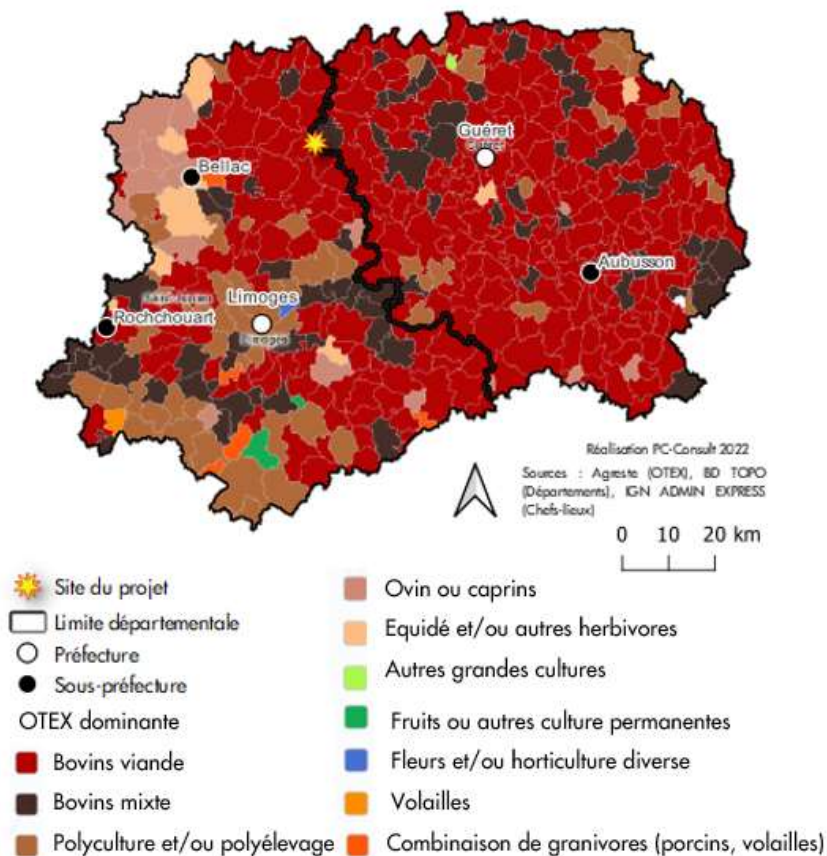 Guéret
Guéret
Bellac
Aubusson
Limoges
Rochchouart
Limoges
Réalisation PC-Consult 2022
Sources : Agreste (OTEX), BD TOPO
(Départements), IGN ADMIN EXPRESS
(Chefs-lieux)
0 10 20 km
Site du projet
Limite départementale
Préfecture
Sous-préfecture
OTEX dominante
Bovins viande
Bovins mixte
Polyculture et/ou polyélevage
Ovin ou caprins
Equidé et/ou autres herbivores
Autres grandes cultures
Fruits ou autres culture permanentes
Fleurs et/ou horticulture diverse
Volailles
Combinaison de granivores (porcins, volailles)